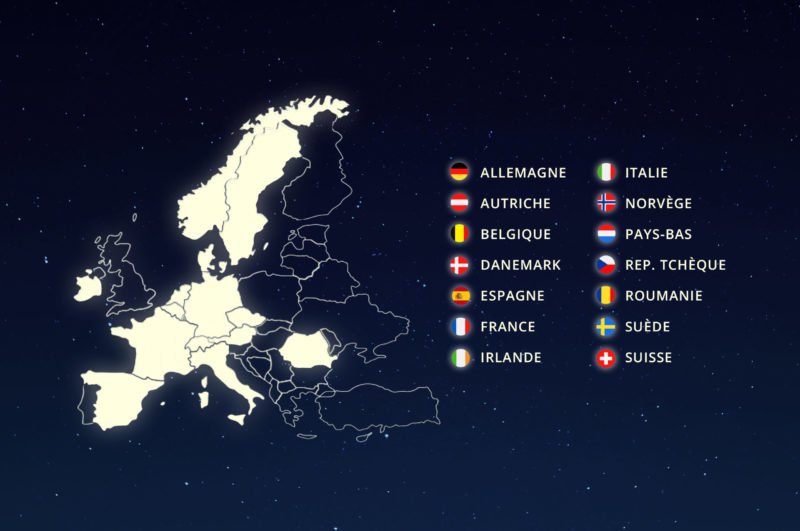 ALLEMAGNE
AUTRICHE
BELGIQUE
DANEMARK
ESPAGNE
FRANCE
IRLANDE
ITALIE
NORVÈGE
PAYS-BAS
REP. TCHÈQUE
ROUMANIE
SUÈDE
SUISSE